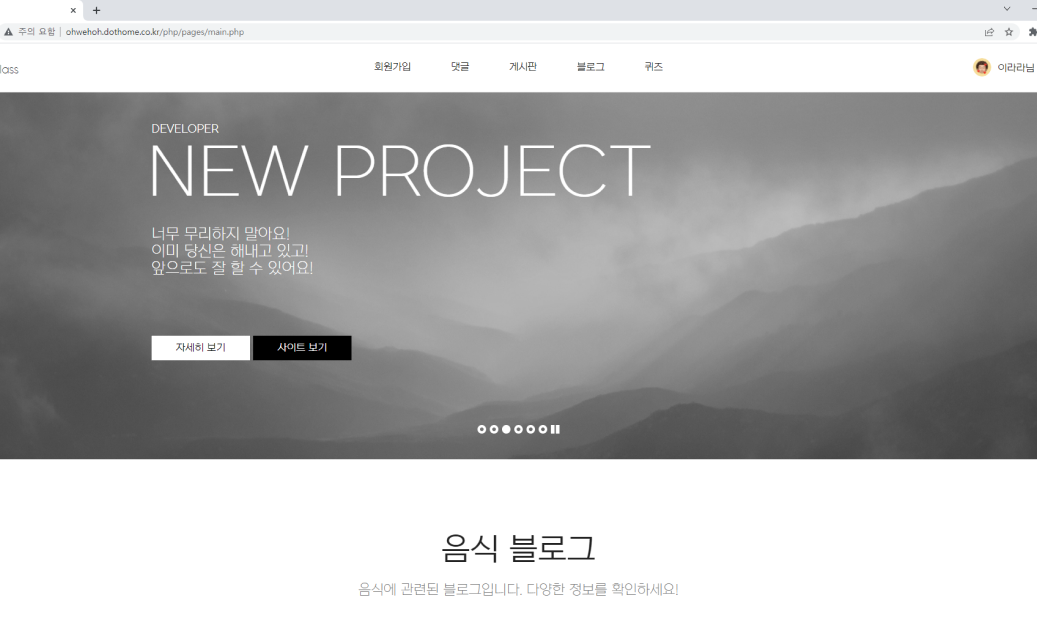 주의 요함 | ohwehoh.dothome.co.kr/php/pages/main.php
lass 회원가입 댓글 게시판 블로그 퀴즈 이라라님
DEVELOPER
NEW PROJECT
너무 무리하지 말아요!
이미 당신은 해내고 있고!
앞으로도 잘 할 수 있어요!
자세히 보기 사이트 보기
음식 블로그
음식에 관련된 블로그입니다. 다양한 정보를 확인하세요!